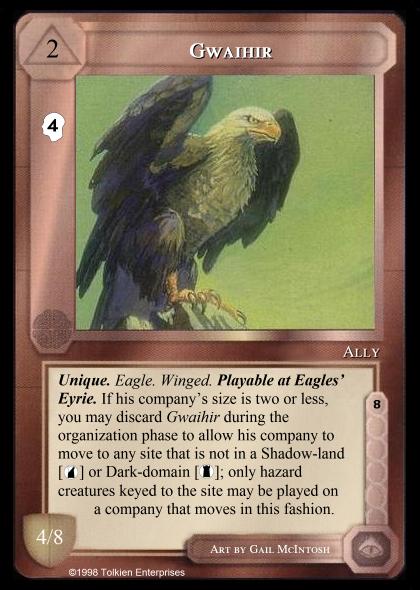 2
GWAIHIR
4
ALLY
Unique. Eagle. Winged. Playable at Eagles’
Eyrie. If his company’s size is two or less,
you may discard Gwaihir during the
organization phase to allow his company to
move to any site that is not in a Shadow-land
[ ] or Dark-domain [ ]; only hazard
creatures keyed to the site may be played on
a company that moves in this fashion.
8
4/8
ART BY GAIL MCINTOSH
©1998 Tolkien Enterprises